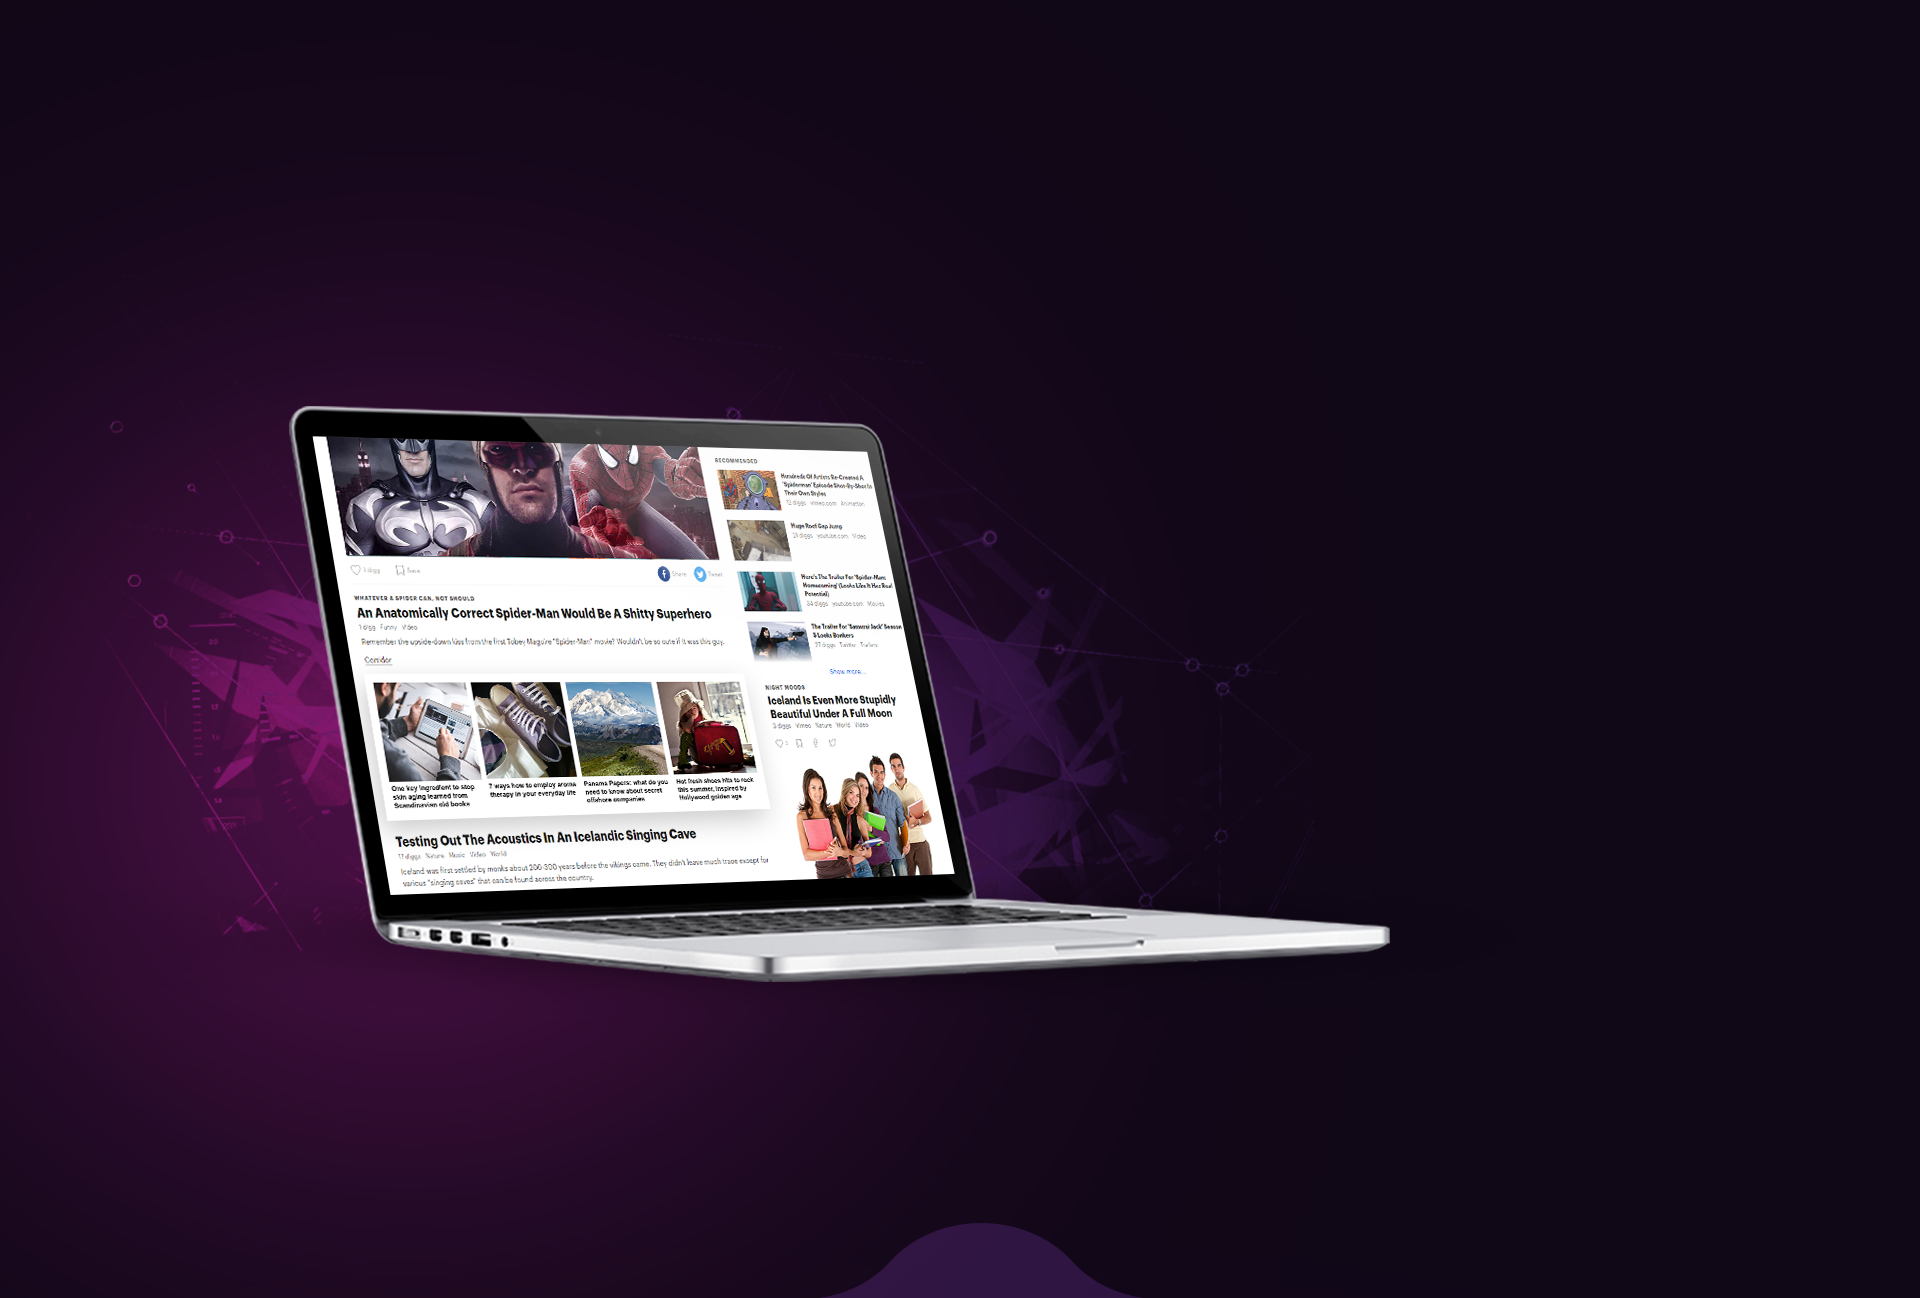 1 digg Save
Share Tweet
WHATEVER A SPIDER CAN, NOT SHOULD
An Anatomically Correct Spider-Man Would Be A Shitty Superhero
1 digg Funny Video
Remember the upside-down kiss from the first Tobey Maguire "Spider-Man" movie? Wouldn't be so cute if it was this guy.
Corridor
One key ingredient to stop
skin aging learned from
Scandinavian old books
7 ways how to employ aroma
therapy in your everyday life
Panama Papers: what do you
need to know about secret
offshore companies
Hot fresh shoes hits to rock
this summer, inspired by
Hollywood golden age
Testing Out The Acoustics In An Icelandic Singing Cave
17 diggs Nature Music Video World
Iceland was first settled by monks about 200-300 years before the vikings came. They didn't leave much trace except for
various "singing caves" that can be found across the country.
RECOMMENDED
Hundreds Of Artists Re-Created A
'Spiderman' Episode Shot-By-Shot In
Their Own Styles
12 diggs vimeo.com Animation
Huge Roof Gap Jump
21 diggs youtube.com Video
Here's The Trailer For 'Spider-Man:
Homecoming' (Looks Like It Has Real
Potential)
34 diggs youtube.com Movies
The Trailer For 'Samurai Jack' Season
5 Looks Bonkers
27 diggs Twitter Trailers
Show more...
NIGHT MOODS
Iceland Is Even More Stupidly
Beautiful Under A Full Moon
3 diggs Vimeo Nature World Video